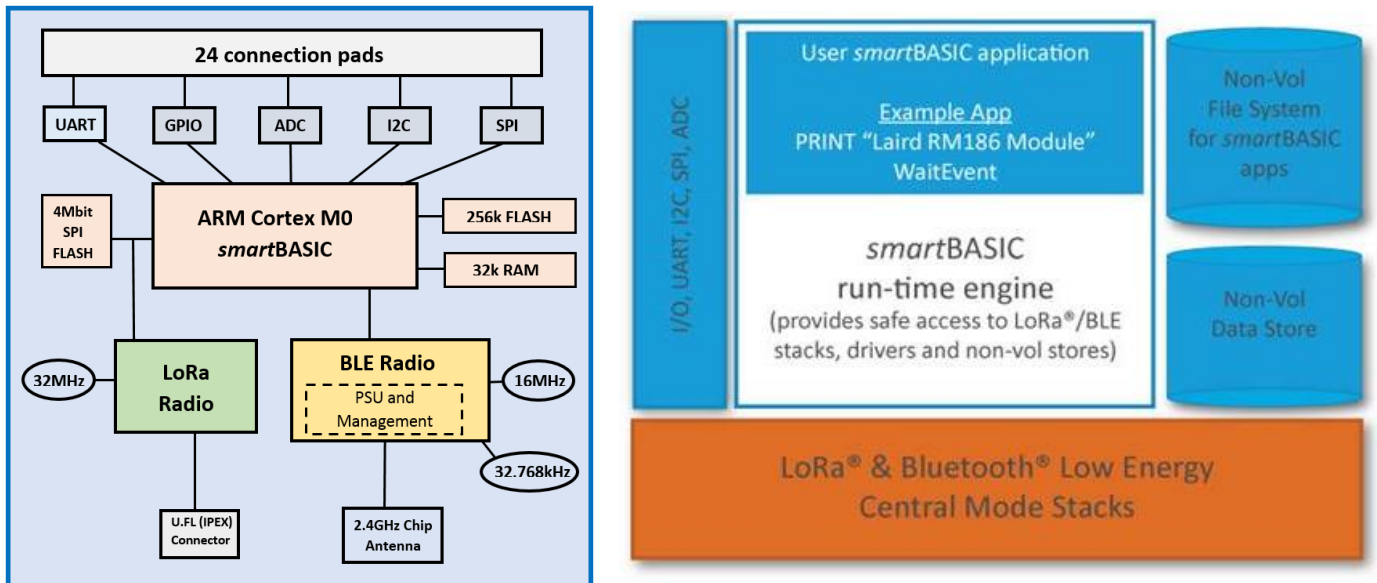 24 connection pads
UART
GPIO
ADC
I2C
SPI
4Mbit
SPI
FLASH
ARM Cortex M0
smartBASIC
256k FLASH
32k RAM
32MHz
LoRa
Radio
BLE Radio
PSU and
Management
16MHz
32.768kHz
U.FL (IPEX)
Connector
2.4GHz Chip
Antenna
I/O, UART, I2C, SPI, ADC
User smartBASIC application
Example App
PRINT “Laird RM186 Module”
WaitEvent
smartBASIC
run-time engine
(provides safe access to LoRa®/BLE
stacks, drivers and non-vol stores)
Non-Vol
File System
for smartBASIC
apps
Non-Vol
Data Store
LoRa® & Bluetooth® Low Energy
Central Mode Stacks